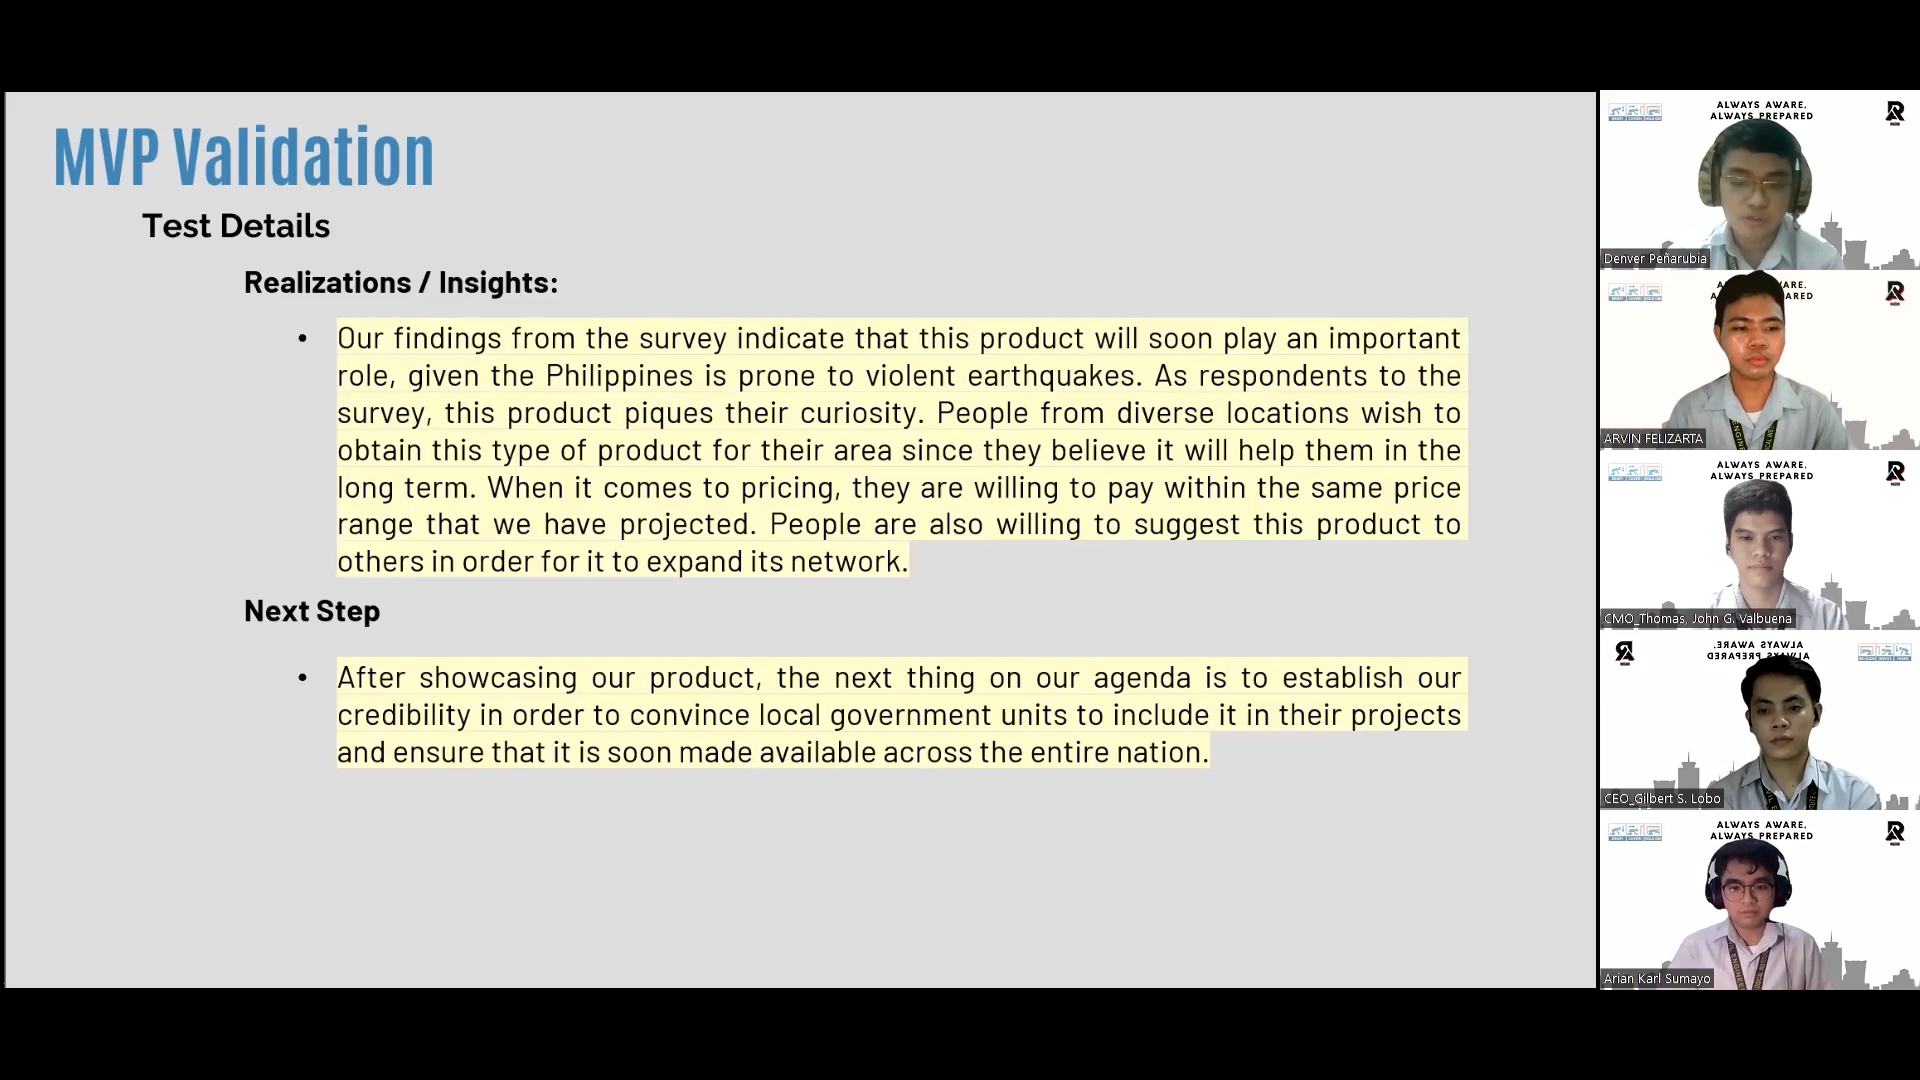 MVP Validation
Test Details
Realizations / Insights:
• Our findings from the survey indicate that this product will soon play an important
role, given the Philippines is prone to violent earthquakes. As respondents to the
survey, this product piques their curiosity. People from diverse locations wish to
obtain this type of product for their area since they believe it will help them in the
long term. When it comes to pricing, they are willing to pay within the same price
range that we have projected. People are also willing to suggest this product to
others in order for it to expand its network.
Next Step
• After showcasing our product, the next thing on our agenda is to establish our
credibility in order to convince local government units to include it in their projects
and ensure that it is soon made available across the entire nation.
ALWAYS AWARE,
ALWAYS PREPARED
Denver Peñarubia
ARVIN FELIZARTA
ALWAYS AWARE,
ALWAYS PREPARED
CMO_Thomas, John G. Valbuena
ALWAYS AWARE,
ALWAYS PREPARED
CEO_Gilbert S. Lobo
ALWAYS AWARE,
ALWAYS PREPARED
Arian Karl Sumayo